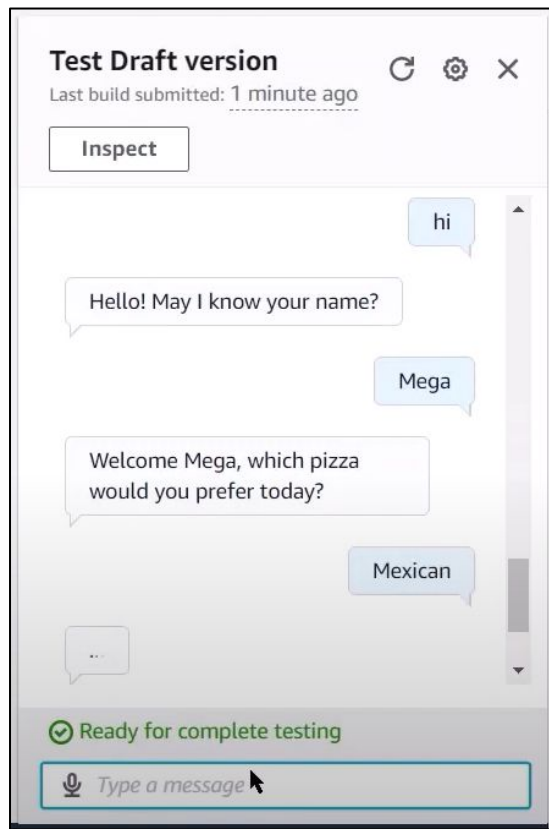 Test Draft version
Last build submitted: 1 minute ago
Inspect
hi
Hello! May I know your name?
Mega
Welcome Mega, which pizza
would you prefer today?
Mexican
...
Ready for complete testing
Type a message